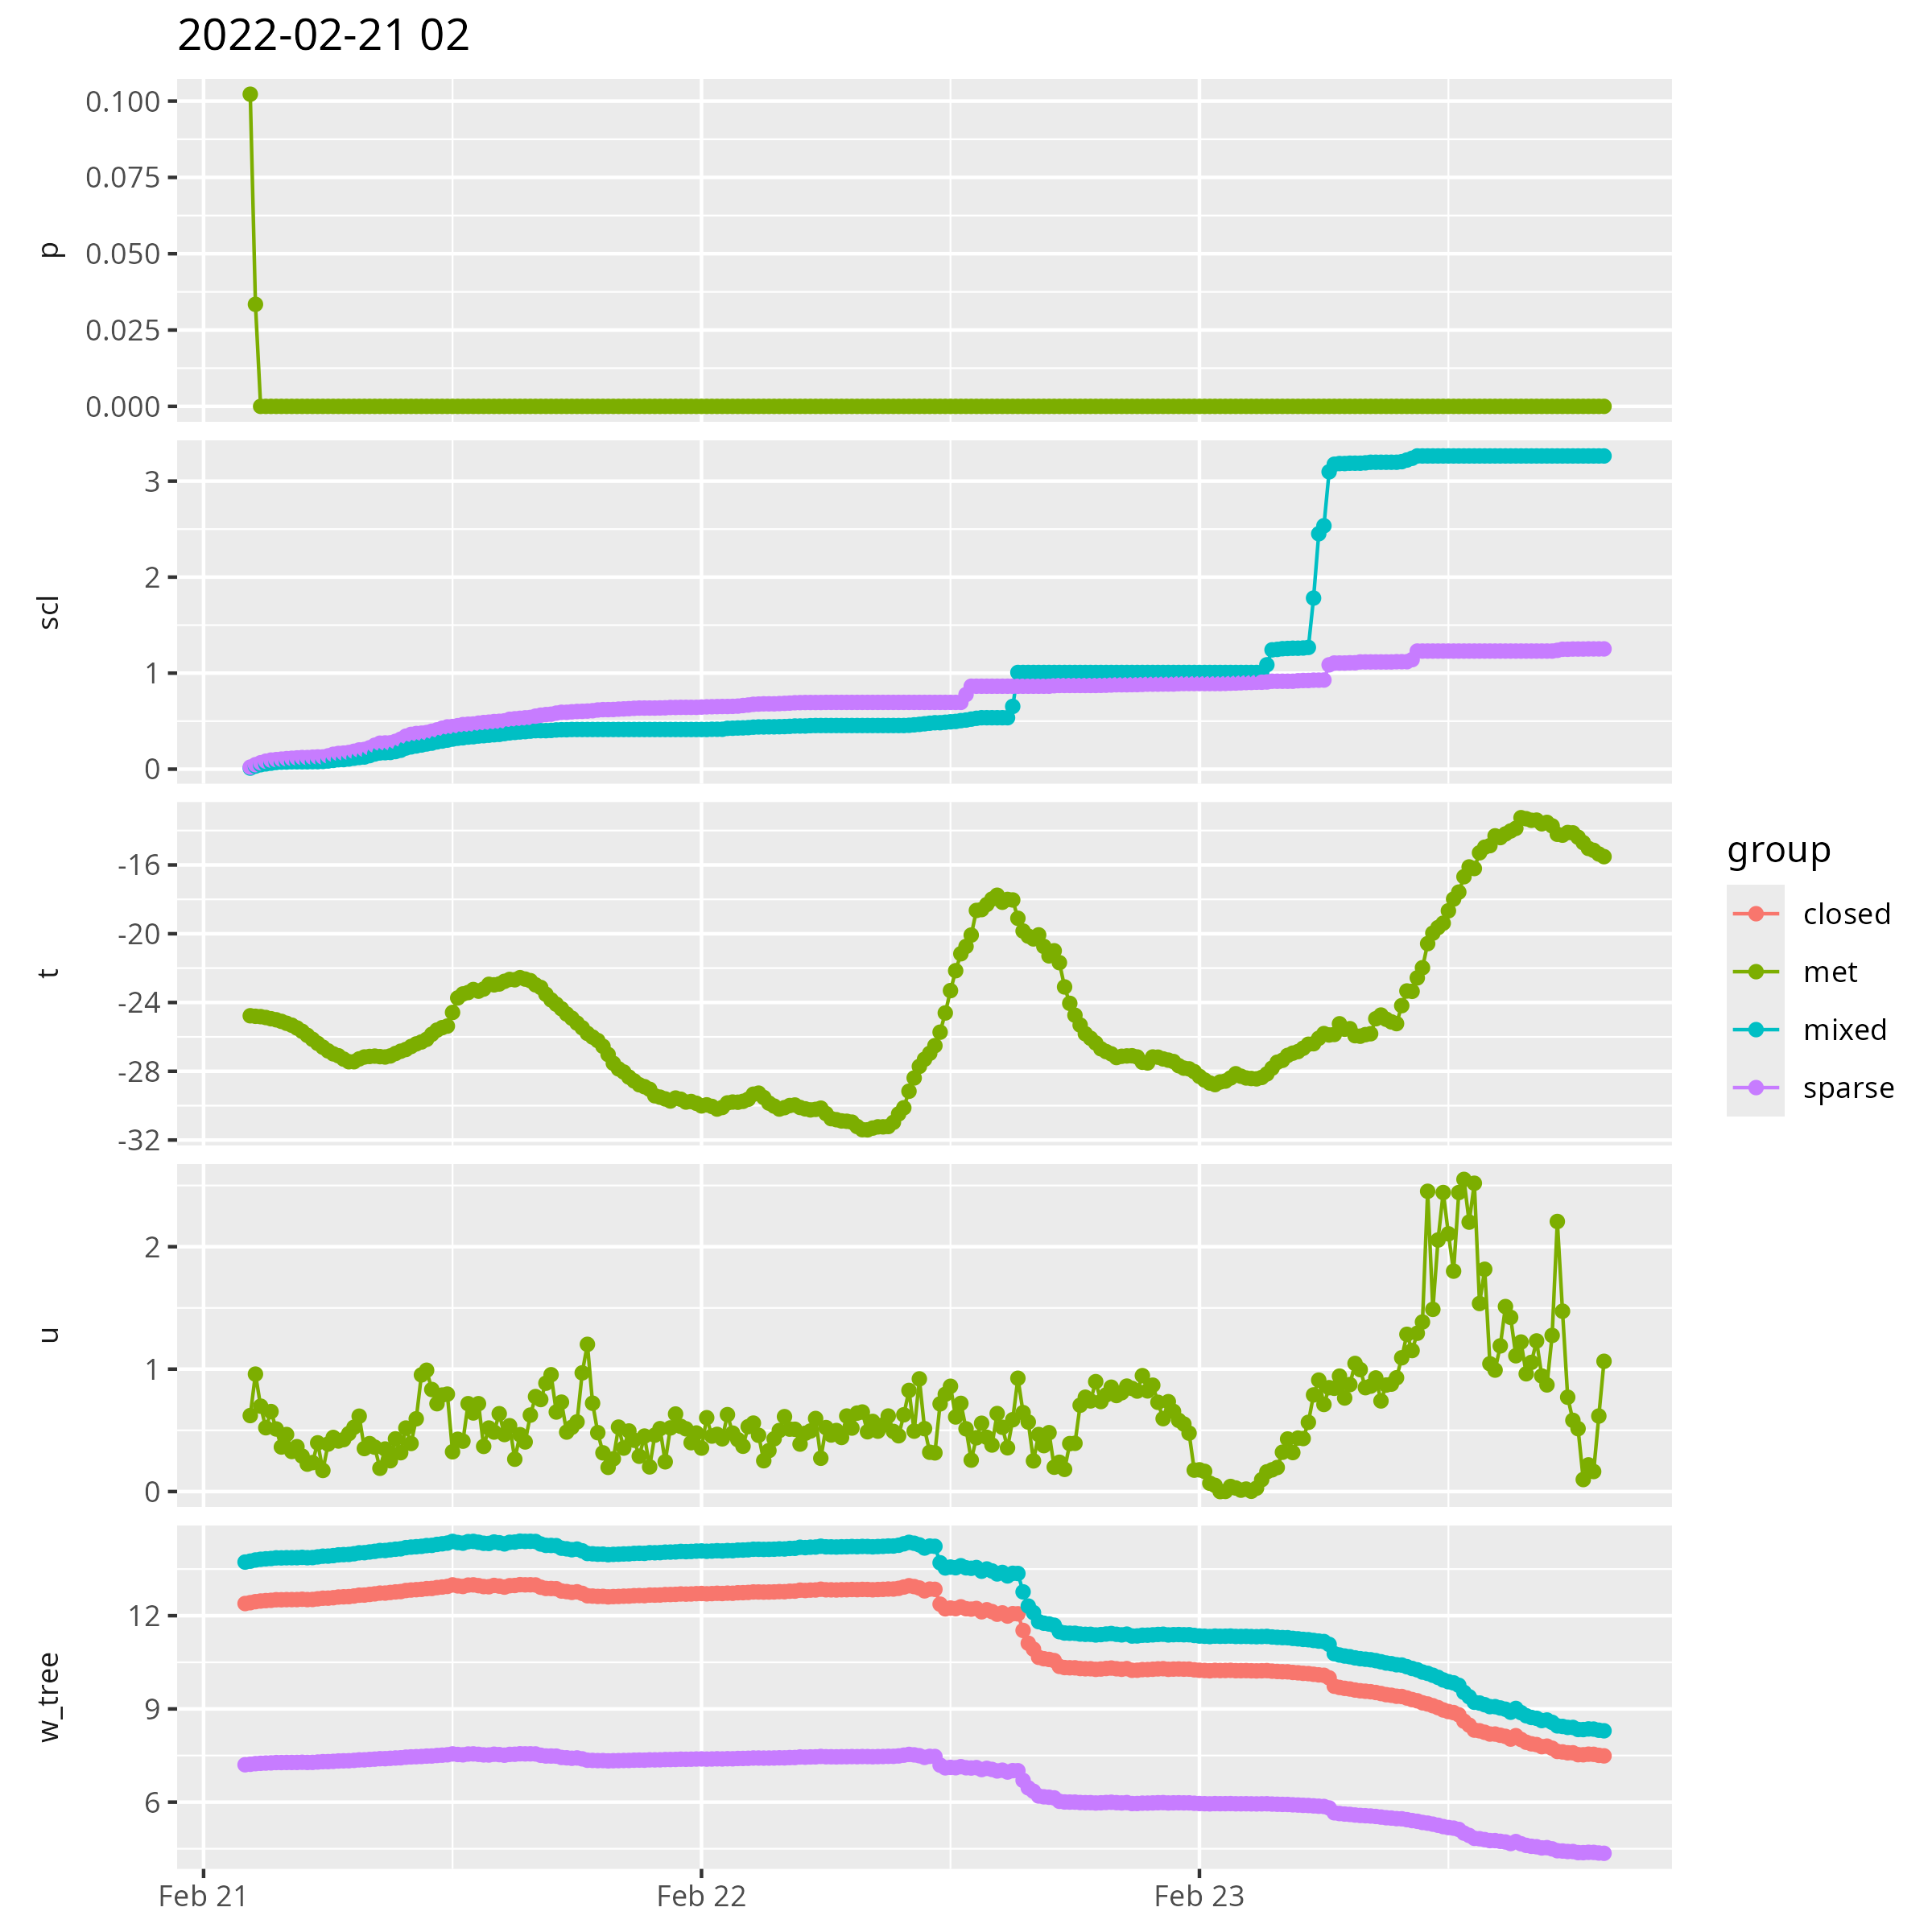 2022-02-21 02
p
0.100
0.075
0.050
0.025
0.000
scl
3
2
1
0
t
-16
-20
-24
-28
-32
u
2
1
0
w_tree
12
9
6
Feb 21
Feb 22
Feb 23
group
closed
met
mixed
sparse